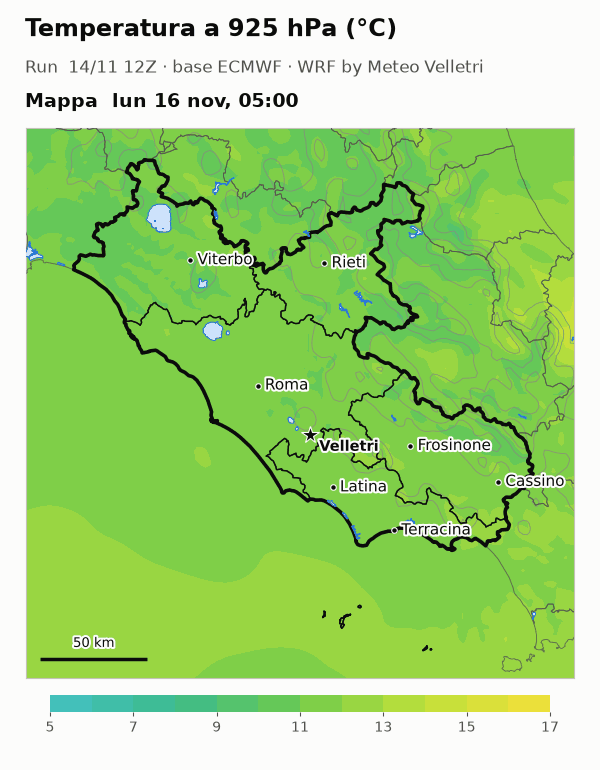 Temperatura a 925 hPa (°C)
Run  14/11 12Z · base ECMWF · WRF by Meteo Velletri
Mappa  lun 16 nov, 05:00
Viterbo
Rieti
Roma
Velletri
Frosinone
Cassino
Latina
Terracina
50 km
5 7 9 11 13 15 17